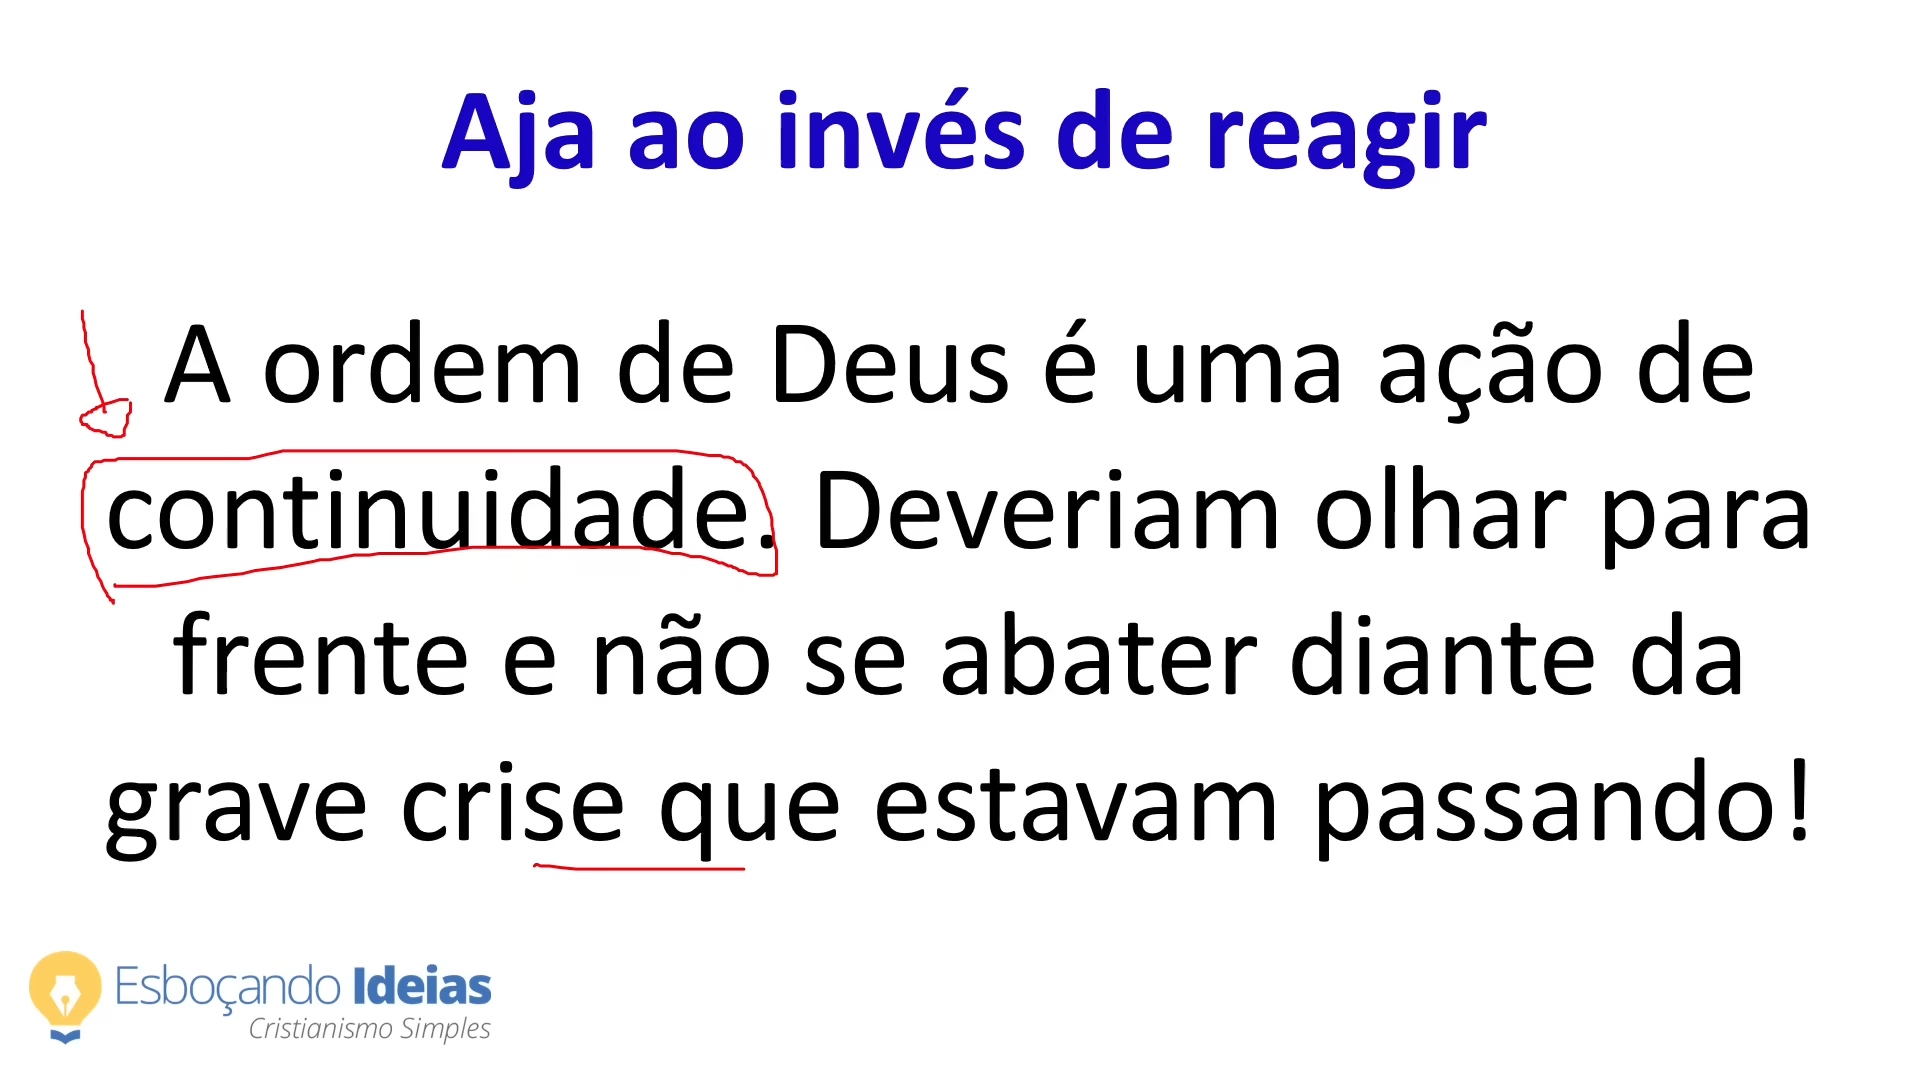 Aja ao invés de reagir
A ordem de Deus é uma ação de
continuidade. Deveriam olhar para
frente e não se abater diante da
grave crise que estavam passando!
Esboçando Ideias
Cristianismo Simples